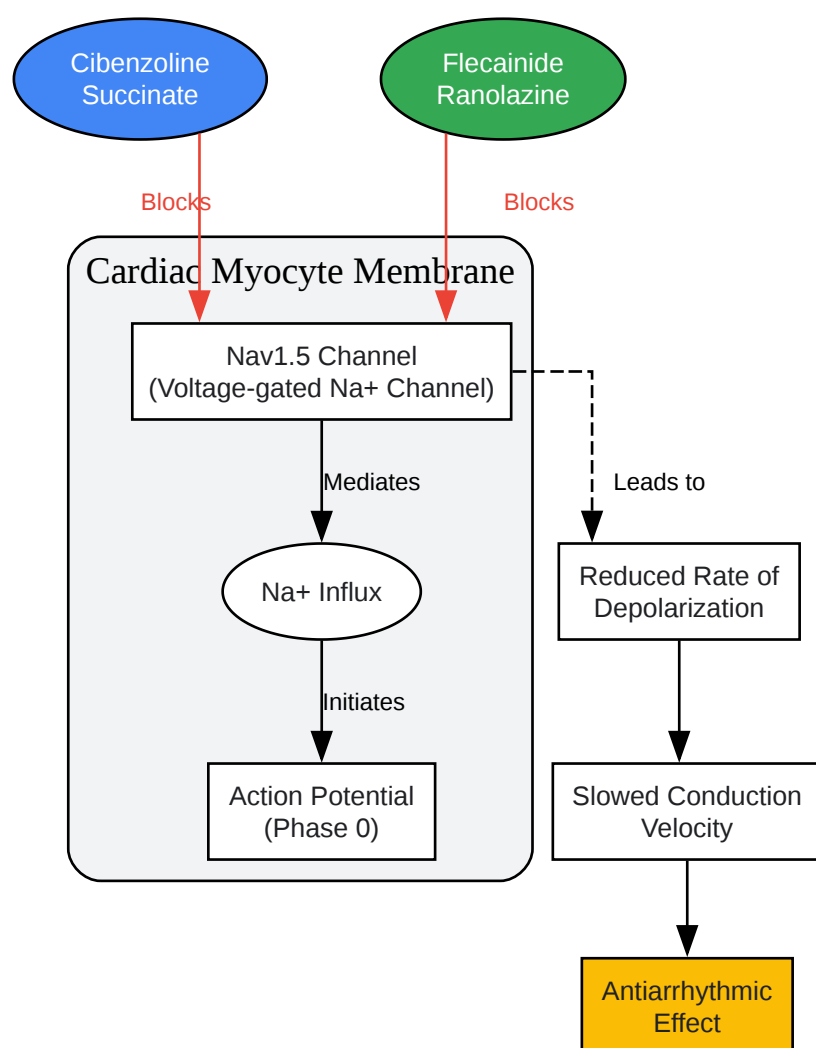 Cibenzoline
Succinate
Flecainide
Ranolazine
Blocks
Blocks
Cardiac Myocyte Membrane
Nav1.5 Channel
(Voltage-gated Na+ Channel)
Mediates
Leads to
Na+ Influx
Reduced Rate of
Depolarization
Initiates
Action Potential
(Phase 0)
Slowed Conduction
Velocity
Antiarrhythmic
Effect